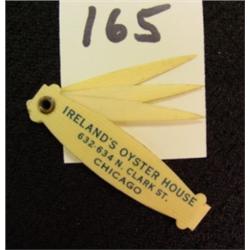 165
IRELAND'S OYSTER HOUSE
632-634 N. CLARK ST.
CHICAGO